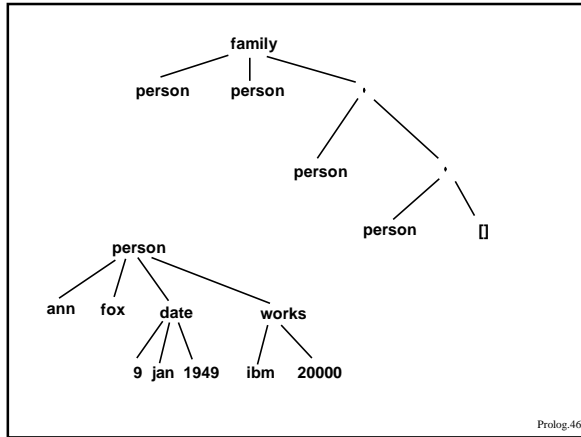 family
person person '
person '
person []
person
ann fox date works
9 jan 1949 ibm 20000
Prolog.46